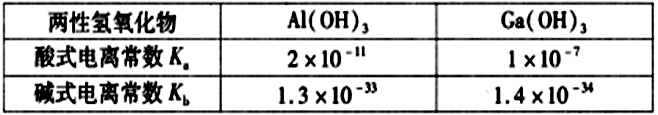 两性氢氧化物 Al(OH)₃ Ga(OH)₃
酸式电离常数 Kₐ 2×10⁻¹¹ 1×10⁻⁷
碱式电离常数 K_b 1.3×10⁻³³ 1.4×10⁻³⁴